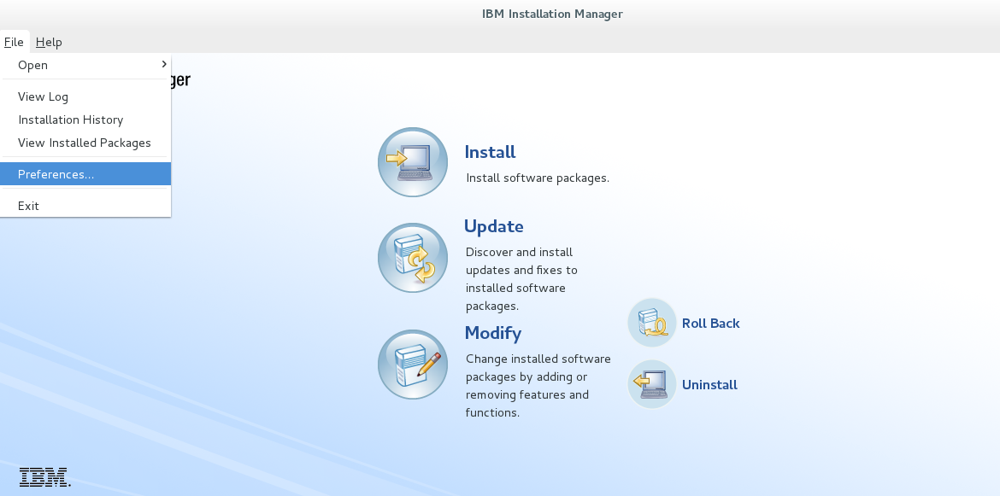 IBM Installation Manager
File Help
Open
ger
View Log
Installation History
View Installed Packages
Preferences...
Exit
Install
Install software packages.
Update
Discover and install
updates and fixes to
installed software
packages.
Modify
Change installed software
packages by adding or
removing features and
functions.
Roll Back
Uninstall
IBM.